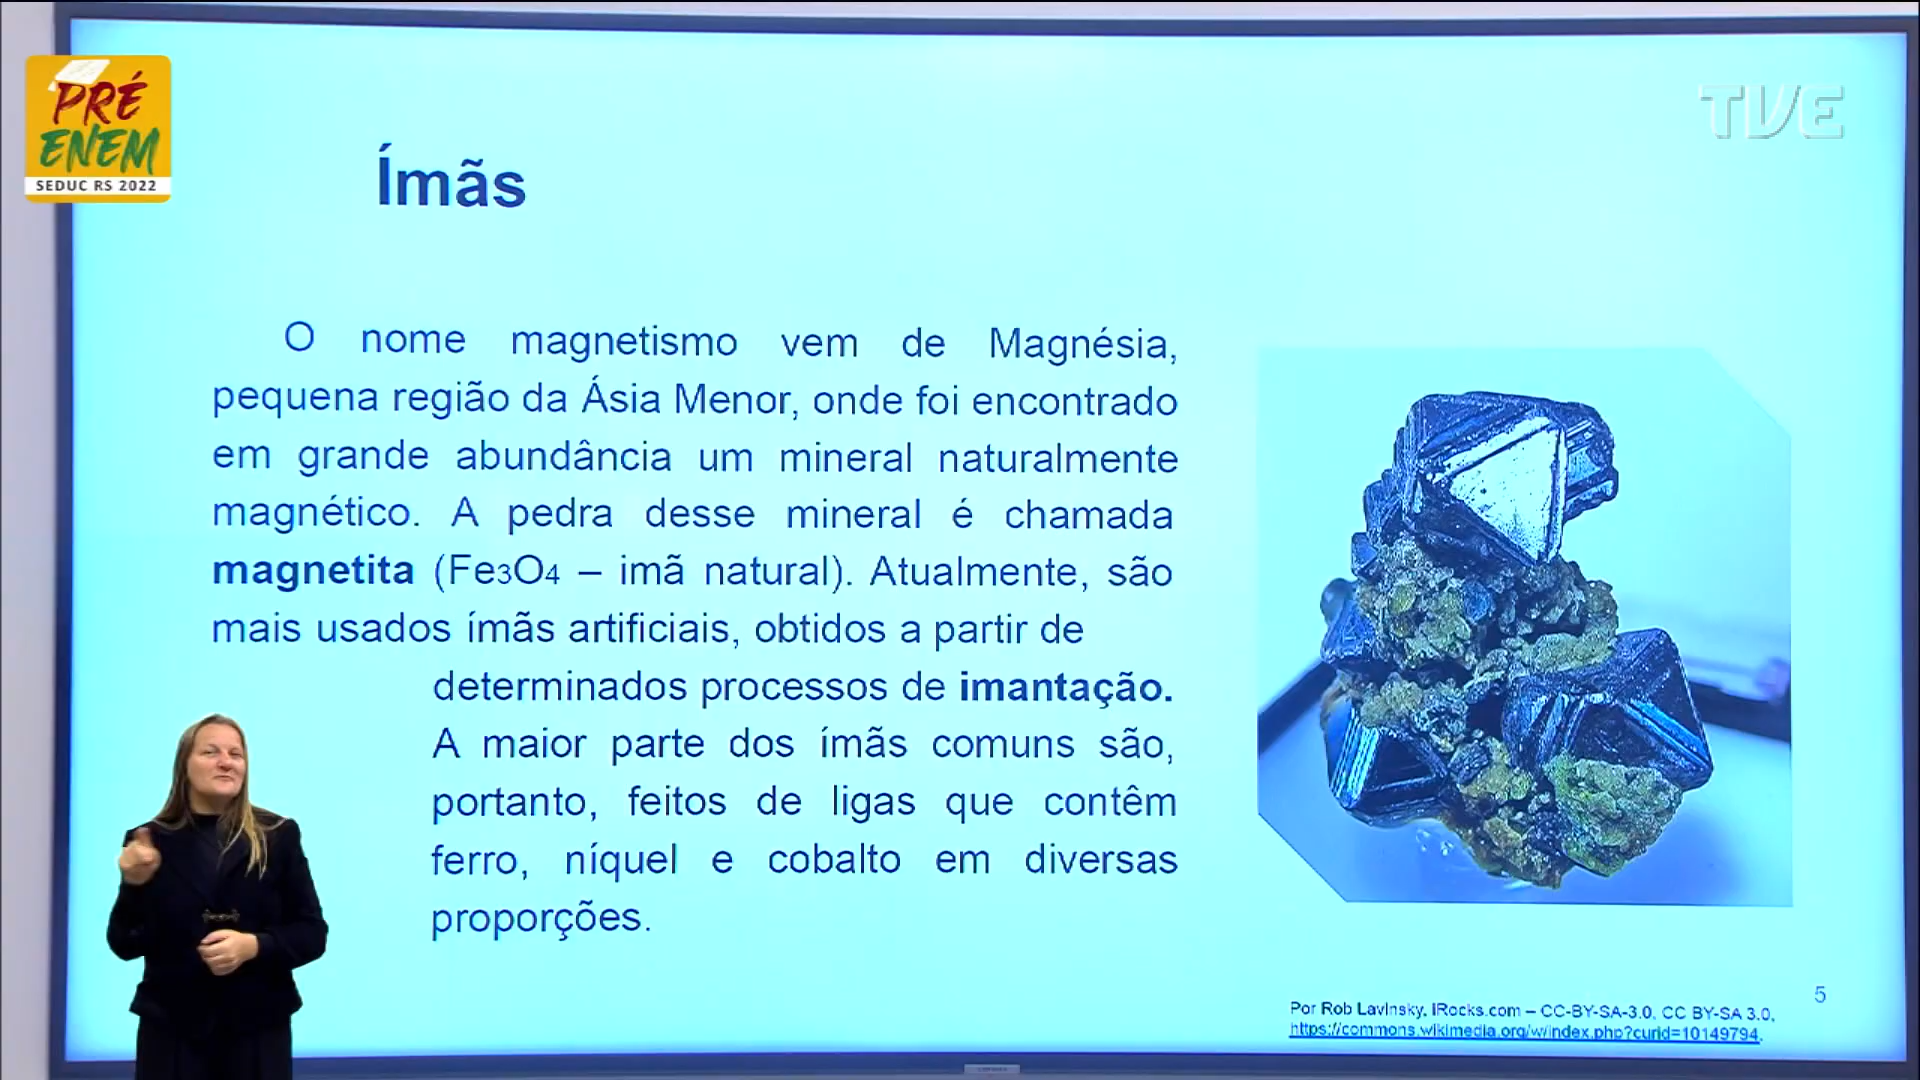 PRÉ
ENEM
SEDUC RS 2022
TVE
Ímãs
O nome magnetismo vem de Magnésia,
pequena região da Ásia Menor, onde foi encontrado
em grande abundância um mineral naturalmente
magnético. A pedra desse mineral é chamada
magnetita (Fe3O4 – imã natural). Atualmente, são
mais usados ímãs artificiais, obtidos a partir de
determinados processos de imantação.
A maior parte dos ímãs comuns são,
portanto, feitos de ligas que contêm
ferro, níquel e cobalto em diversas
proporções.
5
Por Rob Lavinsky, iRocks.com – CC-BY-SA-3.0, CC BY-SA 3.0,
https://commons.wikimedia.org/w/index.php?curid=10149794.